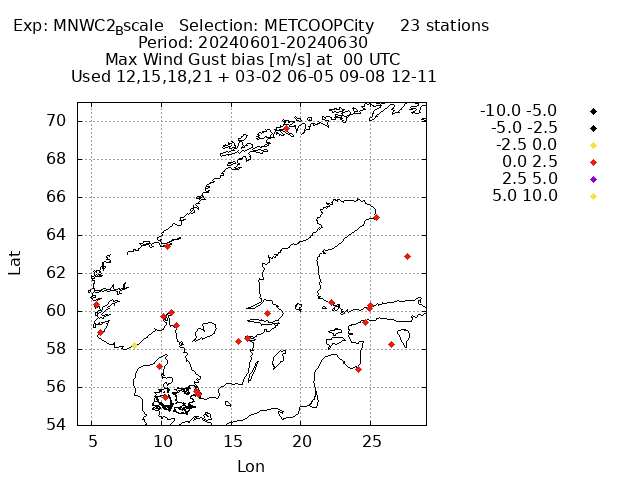 Exp: MNWC2Bscale Selection: METCOOPCity 23 stations
Period: 20240601-20240630
Max Wind Gust bias [m/s] at 00 UTC
Used 12,15,18,21 + 03-02 06-05 09-08 12-11
-10.0 -5.0
-5.0 -2.5
-2.5 0.0
0.0 2.5
2.5 5.0
5.0 10.0
70
68
66
64
62
60
58
56
54
Lat
5 10 15 20 25
Lon